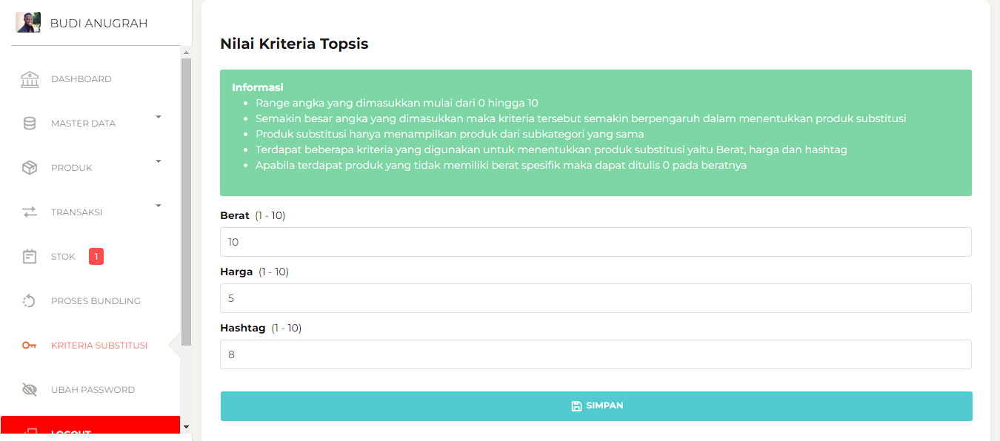 BUDI ANUGRAH
DASHBOARD
MASTER DATA
PRODUK
TRANSAKSI
STOK 1
PROSES BUNDLING
KRITERIA SUBSTITUSI
UBAH PASSWORD
LOGOUT
Nilai Kriteria Topsis
Informasi
• Range angka yang dimasukkan mulai dari 0 hingga 10
• Semakin besar angka yang dimasukkan maka kriteria tersebut semakin berpengaruh dalam menentukkan produk substitusi
• Produk substitusi hanya menampilkan produk dari subkategori yang sama
• Terdapat beberapa kriteria yang digunakan untuk menentukkan produk substitusi yaitu Berat, harga dan hashtag
• Apabila terdapat produk yang tidak memiliki berat spesifik maka dapat ditulis 0 pada beratnya
Berat (1 - 10)
10
Harga (1 - 10)
5
Hashtag (1 - 10)
8
SIMPAN